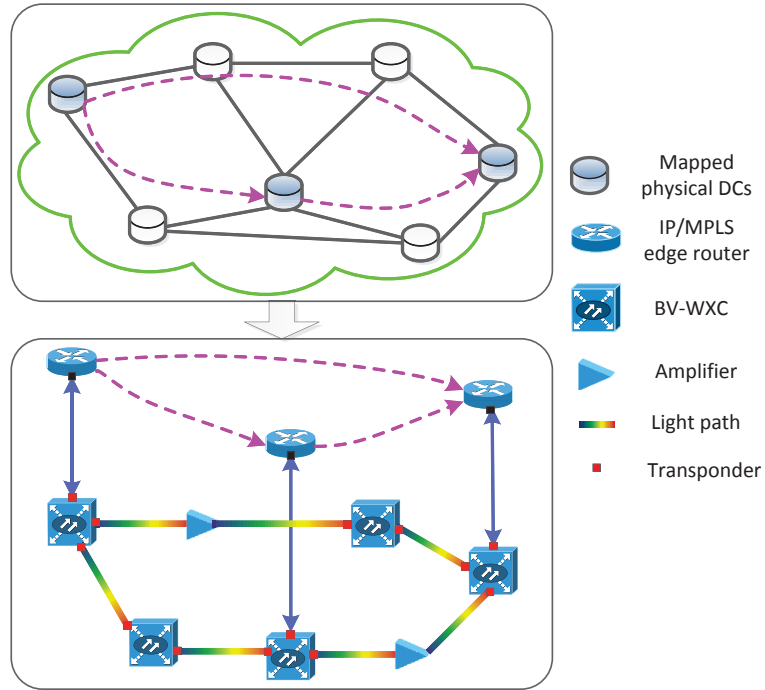 Mapped
physical DCs
IP/MPLS
edge router
BV-WXC
Amplifier
Light path
Transponder